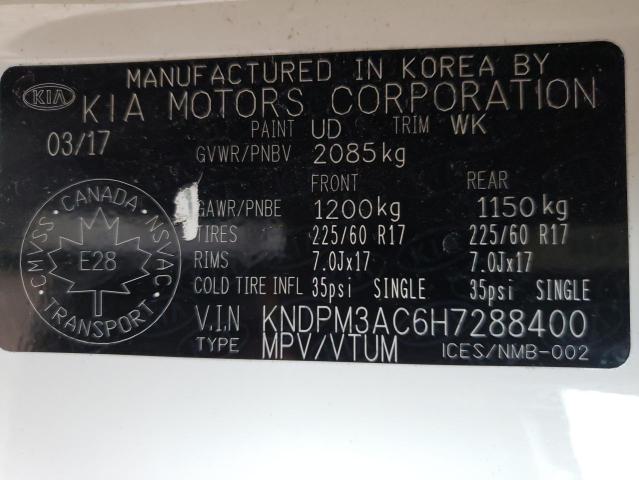 MANUFACTURED IN KOREA BY
KIA
KIA MOTORS CORPORATION
03/17
PAINT UD TRIM WK
GVWR/PNBV 2085kg
FRONT REAR
GAWR/PNBE 1200kg 1150kg
TIRES 225/60 R17 225/60 R17
RIMS 7.0Jx17 7.0Jx17
COLD TIRE INFL 35psi SINGLE 35psi SINGLE
V.I.N KNDPM3AC6H7288400
TYPE MPV/VTUM ICES/NMB-002
CMVSS · CANADA · NSVAC
E28
· TRANSPORT ·